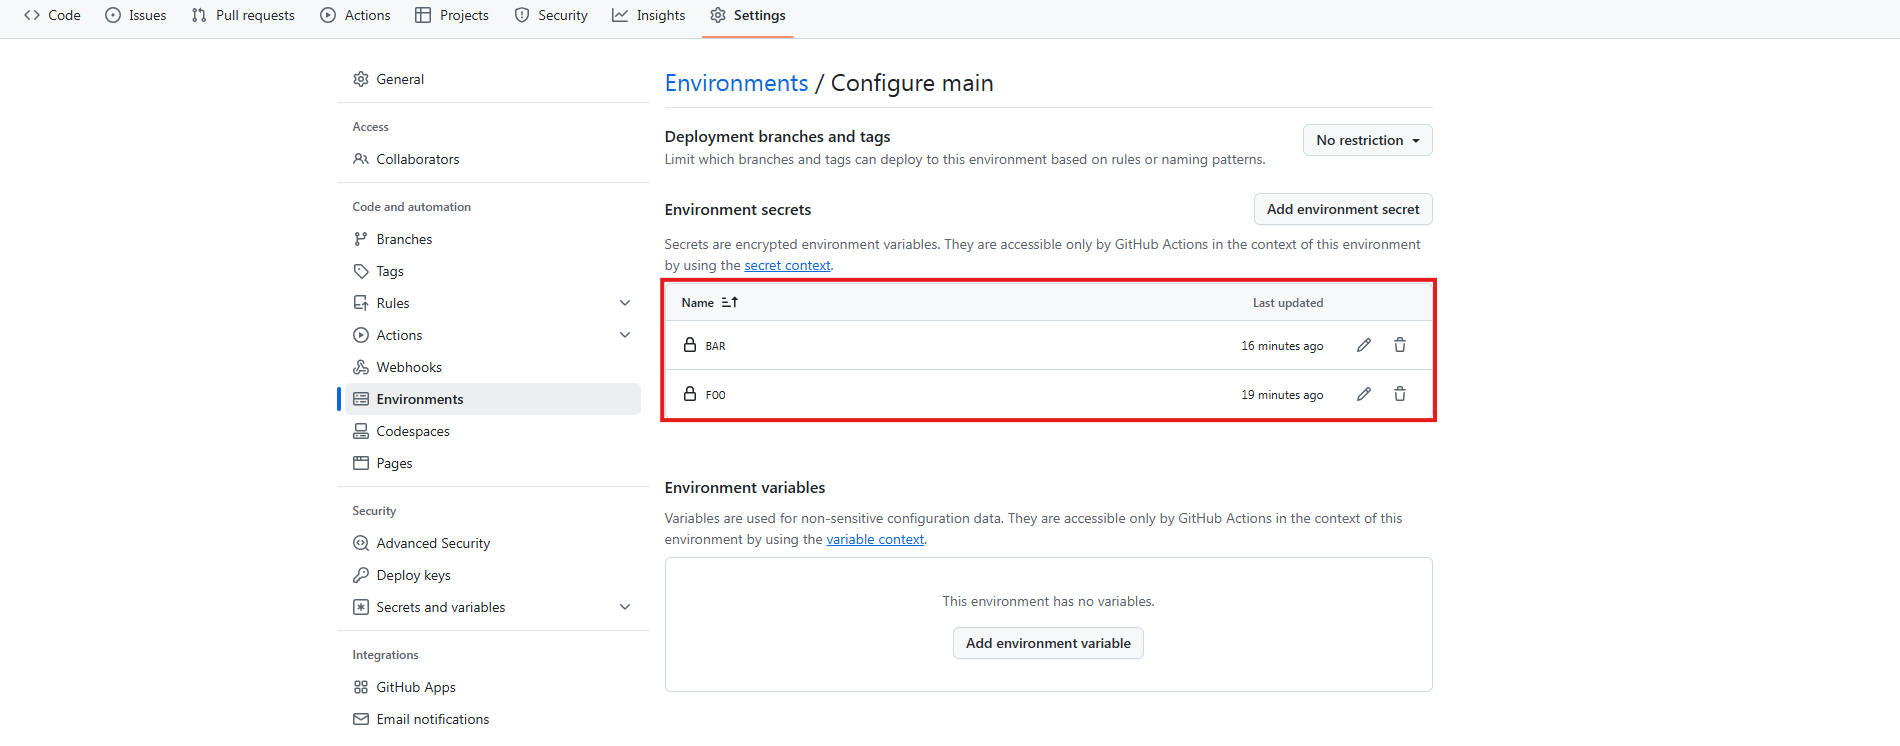 Code
Issues
Pull requests
Actions
Projects
Security
Insights
Settings
General
Access
Collaborators
Code and automation
Branches
Tags
Rules
Actions
Webhooks
Environments
Codespaces
Pages
Security
Advanced Security
Deploy keys
Secrets and variables
Integrations
GitHub Apps
Email notifications
Environments / Configure main
Deployment branches and tags
Limit which branches and tags can deploy to this environment based on rules or naming patterns.
No restriction
Environment secrets
Add environment secret
Secrets are encrypted environment variables. They are accessible only by GitHub Actions in the context of this environment
by using the secret context.
Name
Last updated
BAR
16 minutes ago
FOO
19 minutes ago
Environment variables
Variables are used for non-sensitive configuration data. They are accessible only by GitHub Actions in the context of this
environment by using the variable context.
This environment has no variables.
Add environment variable